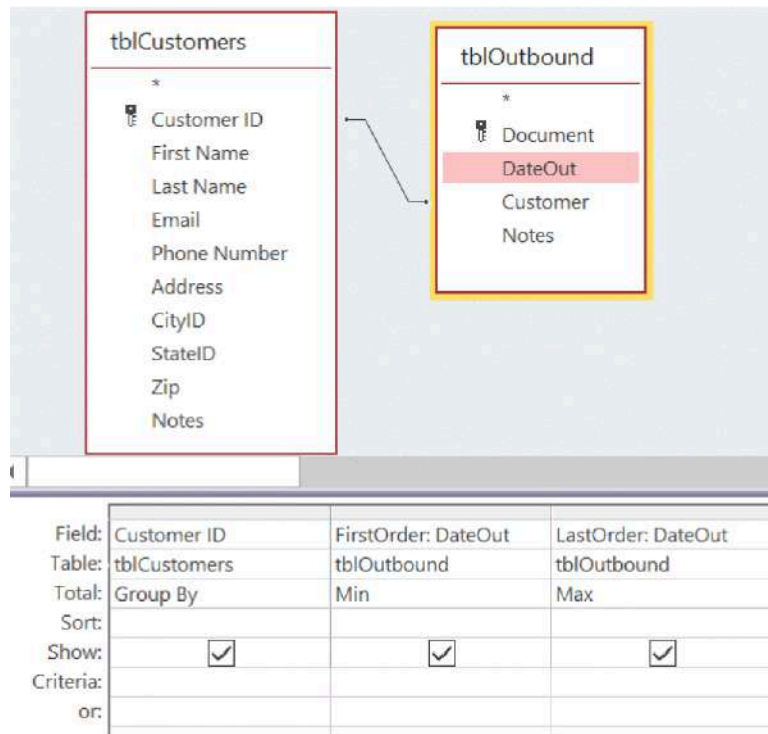 tblCustomers
*
Customer ID
First Name
Last Name
Email
Phone Number
Address
CityID
StateID
Zip
Notes
tblOutbound
*
Document
DateOut
Customer
Notes
Field: Customer ID FirstOrder: DateOut LastOrder: DateOut
Table: tblCustomers tblOutbound tblOutbound
Total: Group By Min Max
Sort:
Show:
Criteria:
or: